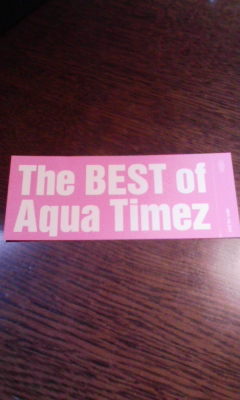 The BEST of
Aqua Timez